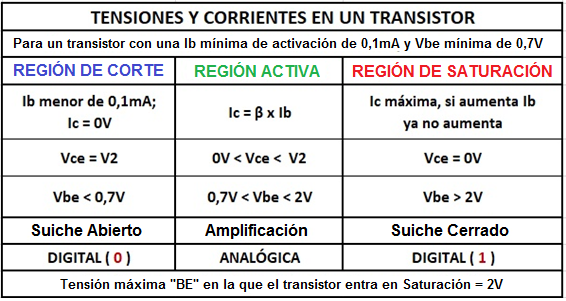 TENSIONES Y CORRIENTES EN UN TRANSISTOR
Para un transistor con una Ib mínima de activación de 0,1mA y Vbe mínima de 0,7V
REGIÓN DE CORTE
REGIÓN ACTIVA
REGIÓN DE SATURACIÓN
Ib menor de 0,1mA;
Ic = 0V
Ic = β x Ib
Ic máxima, si aumenta Ib
ya no aumenta
Vce = V2
0V < Vce < V2
Vce = 0V
Vbe < 0,7V
0,7V < Vbe < 2V
Vbe > 2V
Suiche Abierto
Amplificación
Suiche Cerrado
DIGITAL ( 0 )
ANALÓGICA
DIGITAL ( 1 )
Tensión máxima "BE" en la que el transistor entra en Saturación = 2V